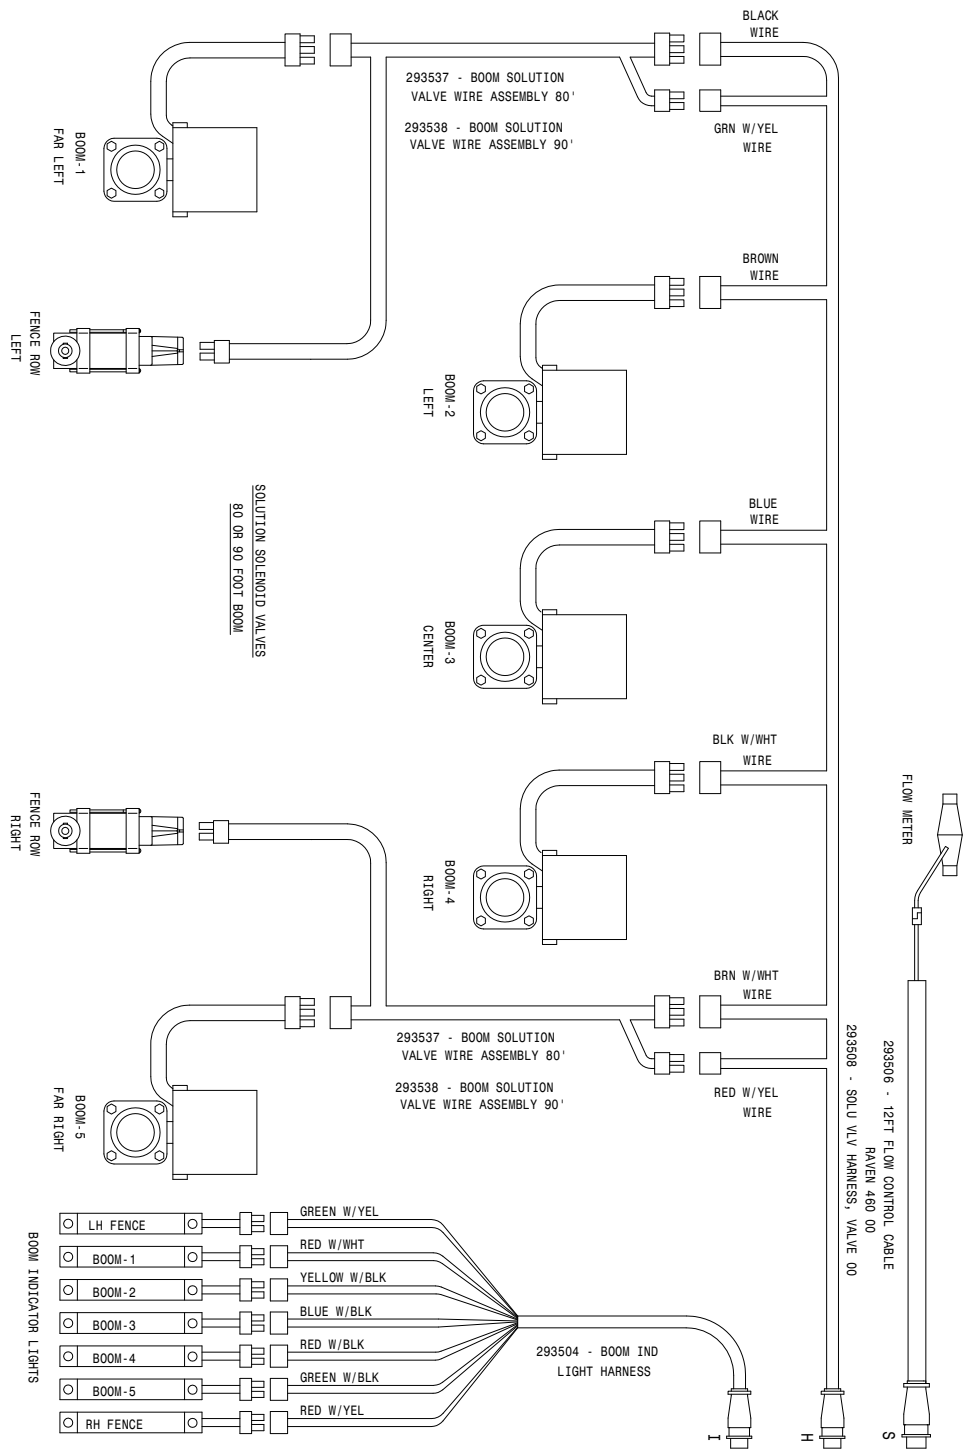 BLACK
WIRE
293537 - BOOM SOLUTION
VALVE WIRE ASSEMBLY 80'
293538 - BOOM SOLUTION
VALVE WIRE ASSEMBLY 90'
GRN W/YEL
WIRE
BOOM-1
FAR LEFT
BROWN
WIRE
FENCE ROW
LEFT
BOOM-2
LEFT
SOLUTION SOLENOID VALVES
80 OR 90 FOOT BOOM
BLUE
WIRE
BOOM-3
CENTER
BLK W/WHT
WIRE
FLOW METER
FENCE ROW
RIGHT
BOOM-4
RIGHT
BRN W/WHT
WIRE
293537 - BOOM SOLUTION
VALVE WIRE ASSEMBLY 80'
293538 - BOOM SOLUTION
VALVE WIRE ASSEMBLY 90'
RED W/YEL
WIRE
293506 - 12FT FLOW CONTROL CABLE
RAVEN 460 00
293508 - SOLU VLV HARNESS, VALVE 00
BOOM-5
FAR RIGHT
BOOM INDICATOR LIGHTS
LH FENCE
GREEN W/YEL
BOOM-1
RED W/WHT
BOOM-2
YELLOW W/BLK
BOOM-3
BLUE W/BLK
BOOM-4
RED W/BLK
BOOM-5
GREEN W/BLK
RH FENCE
RED W/YEL
293504 - BOOM IND
LIGHT HARNESS
I
H
S